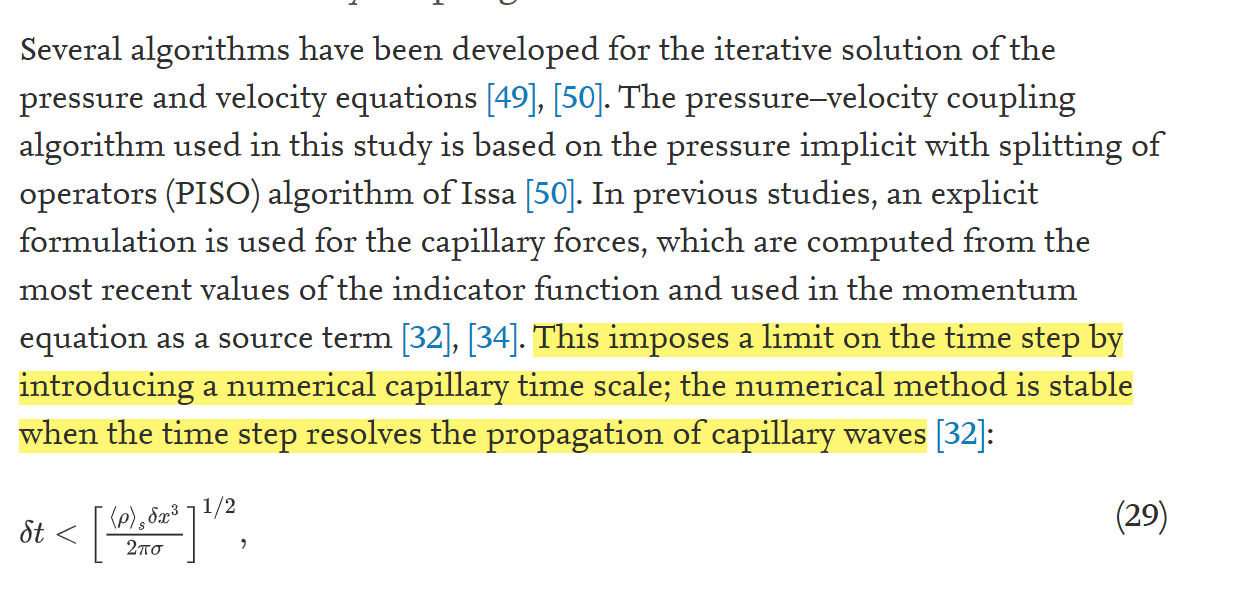 Several algorithms have been developed for the iterative solution of the
pressure and velocity equations [49], [50]. The pressure–velocity coupling
algorithm used in this study is based on the pressure implicit with splitting of
operators (PISO) algorithm of Issa [50]. In previous studies, an explicit
formulation is used for the capillary forces, which are computed from the
most recent values of the indicator function and used in the momentum
equation as a source term [32], [34]. This imposes a limit on the time step by
introducing a numerical capillary time scale; the numerical method is stable
when the time step resolves the propagation of capillary waves [32]:
δt < [⟨ρ⟩ₛ δx³ / 2πσ]^1/2, (29)